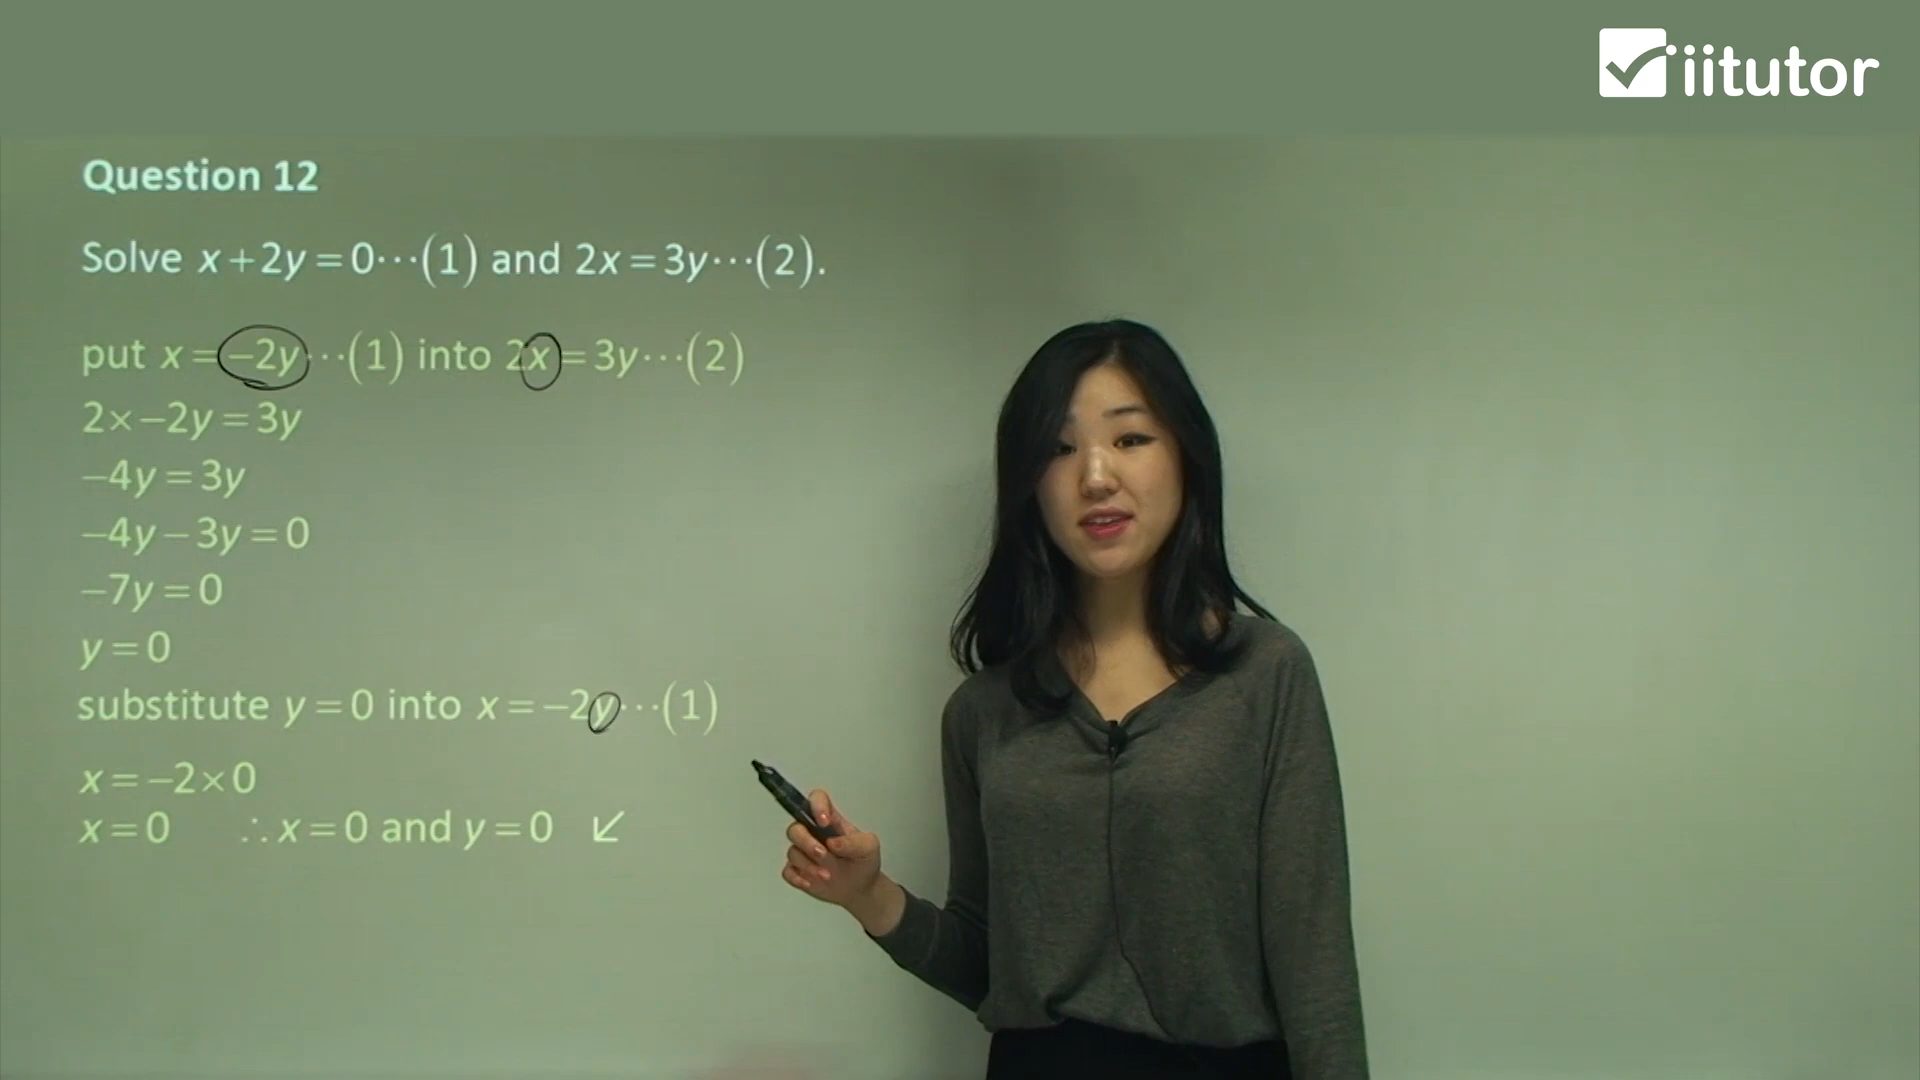 iitutor
Question 12
Solve x+2y=0⋯(1) and 2x=3y⋯(2).
put x=−2y⋯(1) into 2x=3y⋯(2)
2×−2y=3y
−4y=3y
−4y−3y=0
−7y=0
y=0
substitute y=0 into x=−2y⋯(1)
x=−2×0
x=0 ∴x=0 and y=0 ↙